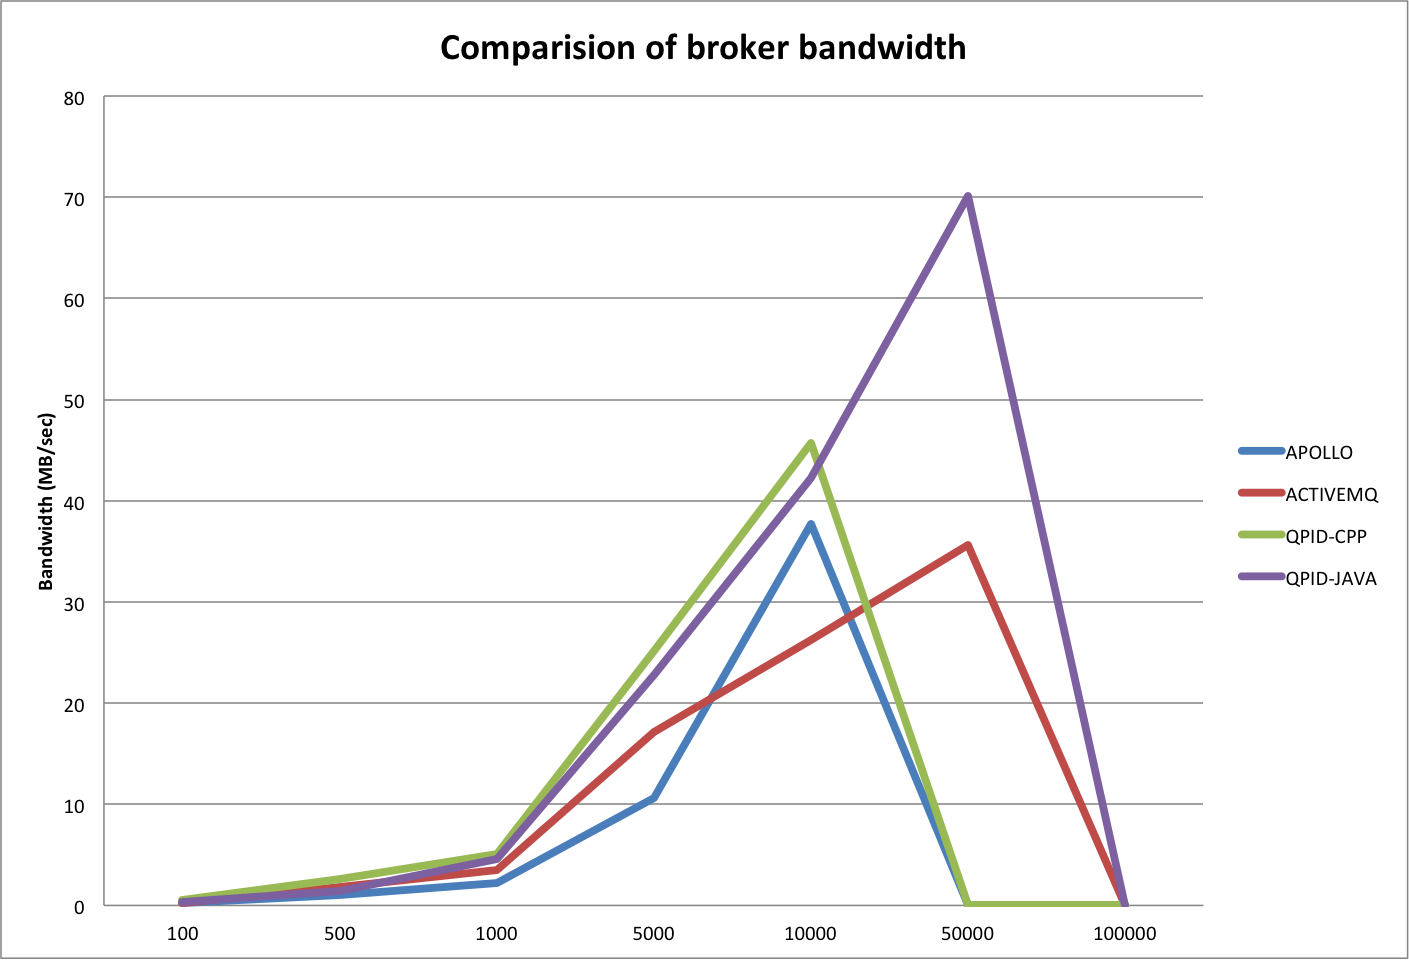 Comparision of broker bandwidth
80
70
60
50
40
30
20
10
0
Bandwidth (MB/sec)
100 500 1000 5000 10000 50000 100000
APOLLO
ACTIVEMQ
QPID-CPP
QPID-JAVA